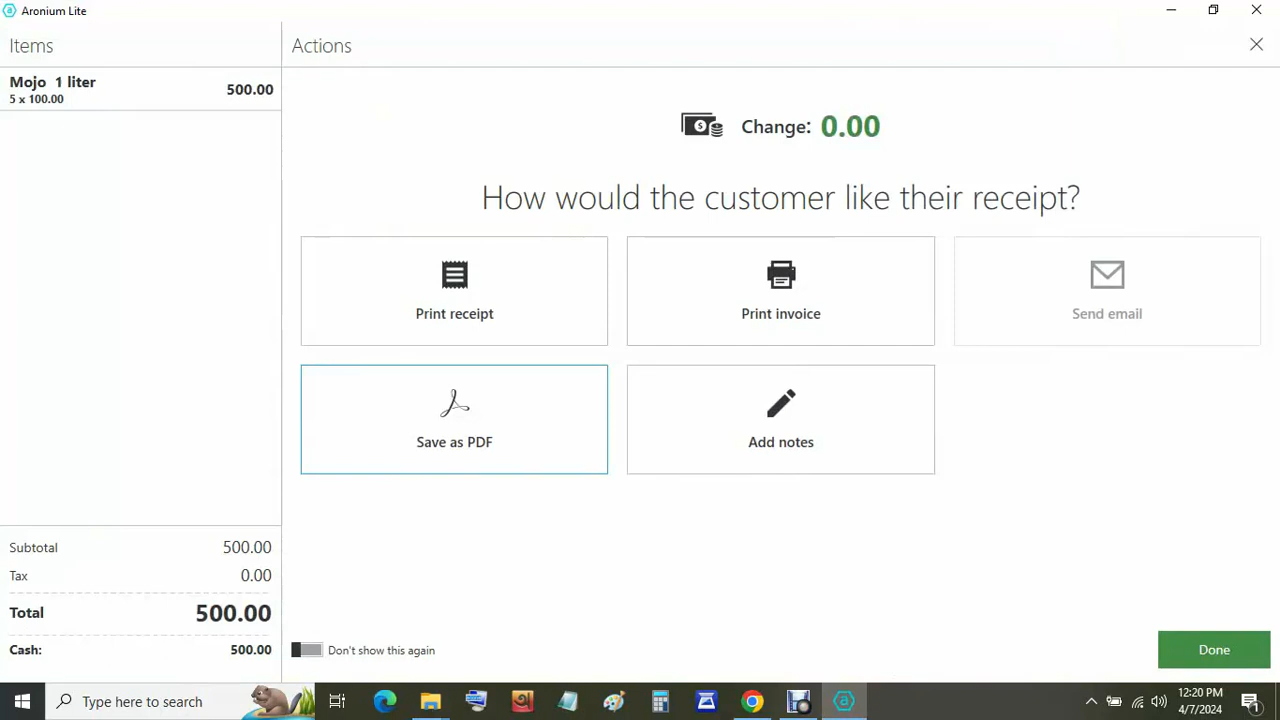 Aronium Lite
Items
Actions
Mojo  1 liter
500.00
5 x 100.00
Change: 0.00
How would the customer like their receipt?
Print receipt
Print invoice
Send email
Save as PDF
Add notes
Subtotal 500.00
Tax 0.00
Total 500.00
Cash: 500.00
Don't show this again
Done
Type here to search
12:20 PM
4/7/2024
1